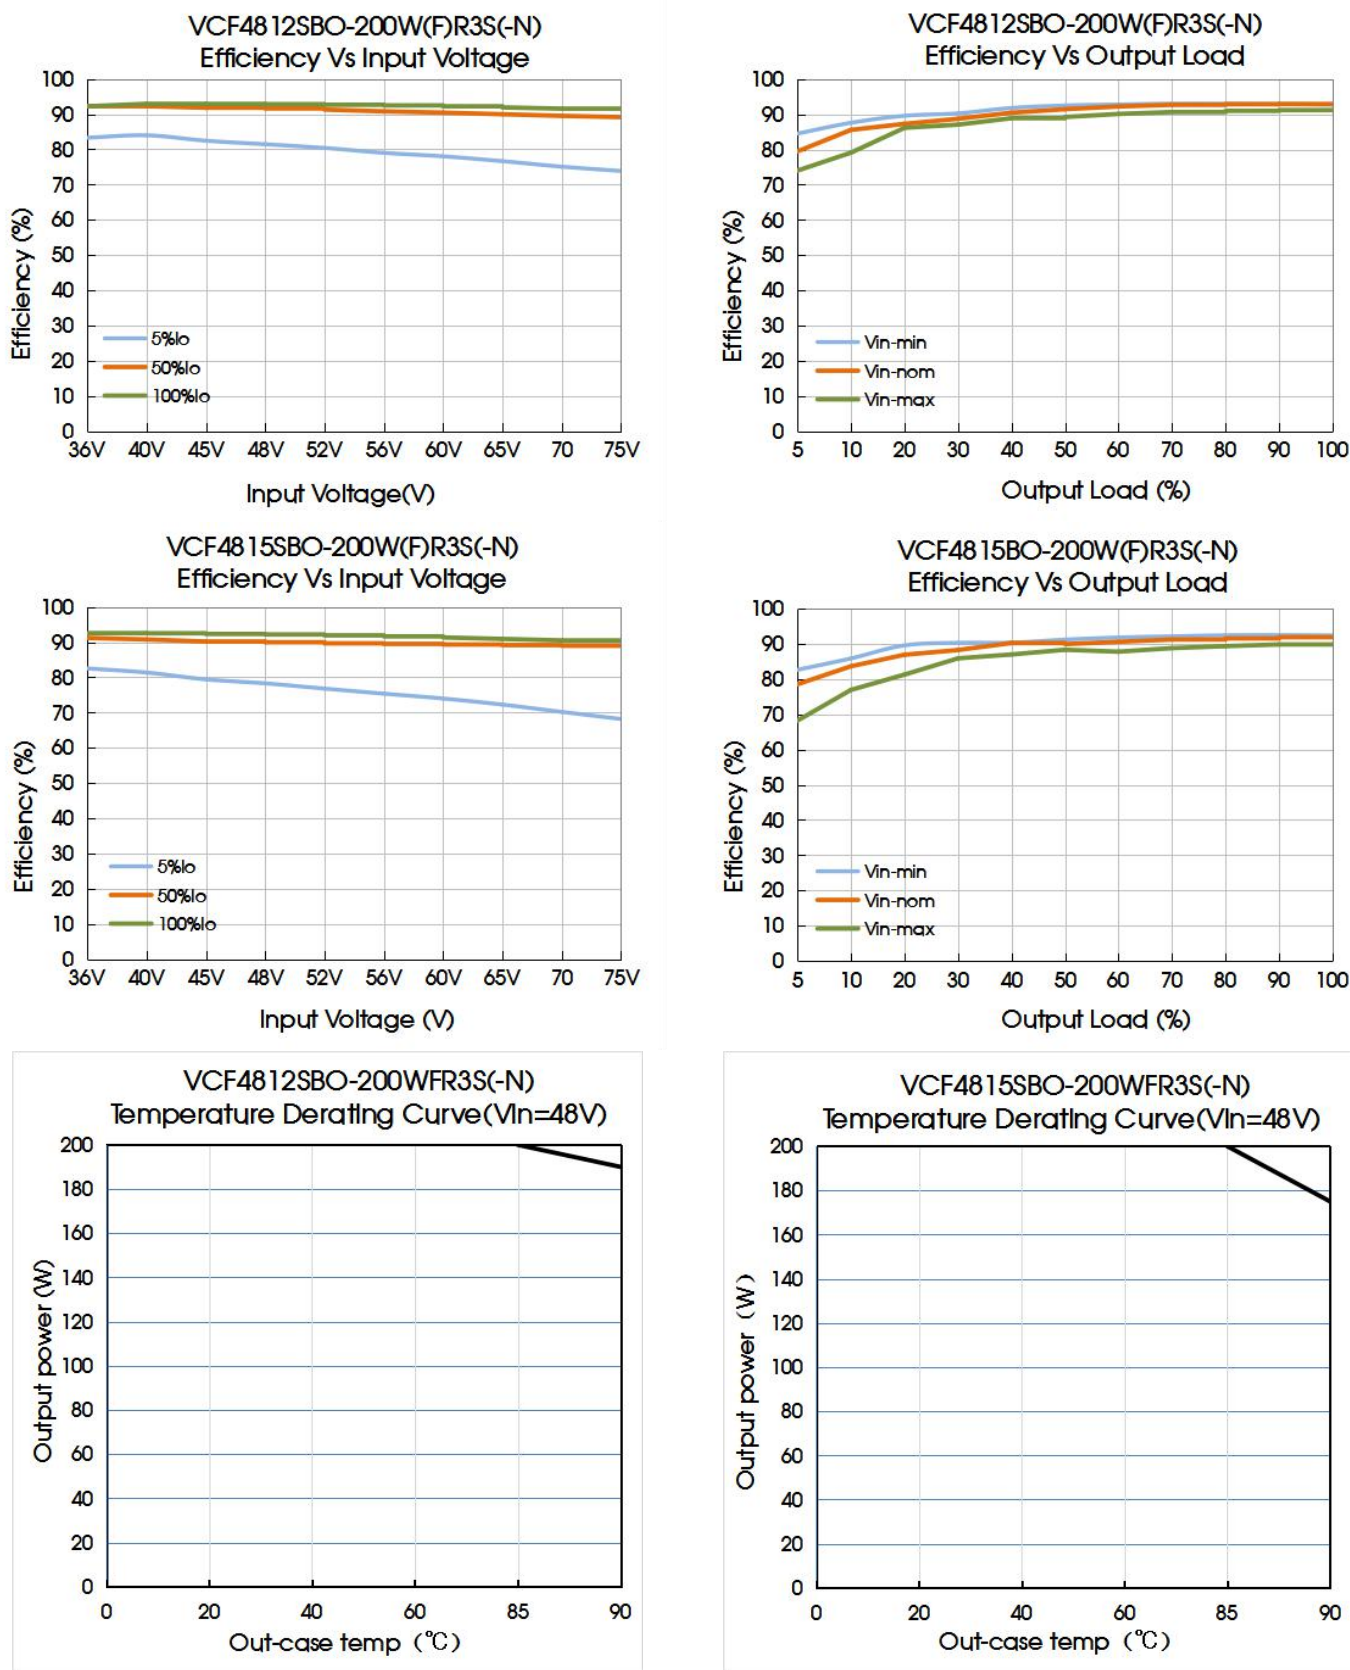 VCF4812SBO-200W(F)R3S(-N)
Efficiency Vs Input Voltage
Efficiency (%)
100
90
80
70
60
50
40
30
20
10
0
5%Io
50%Io
100%Io
36V 40V 45V 48V 52V 56V 60V 65V 70 75V
Input Voltage(V)
VCF4812SBO-200W(F)R3S(-N)
Efficiency Vs Output Load
Efficiency (%)
100
90
80
70
60
50
40
30
20
10
0
Vin-min
Vin-nom
Vin-max
5 10 20 30 40 50 60 70 80 90 100
Output Load (%)
VCF4815SBO-200W(F)R3S(-N)
Efficiency Vs Input Voltage
Efficiency (%)
100
90
80
70
60
50
40
30
20
10
0
5%Io
50%Io
100%Io
36V 40V 45V 48V 52V 56V 60V 65V 70 75V
Input Voltage (V)
VCF4815BO-200W(F)R3S(-N)
Efficiency Vs Output Load
Efficiency (%)
100
90
80
70
60
50
40
30
20
10
0
Vin-min
Vin-nom
Vin-max
5 10 20 30 40 50 60 70 80 90 100
Output Load (%)
VCF4812SBO-200WFR3S(-N)
Temperature Derating Curve(Vin=48V)
Output power (W)
200
180
160
140
120
100
80
60
40
20
0
0 20 40 60 85 90
Out-case temp（℃）
VCF4815SBO-200WFR3S(-N)
Temperature Derating Curve(Vin=48V)
Output power（W）
200
180
160
140
120
100
80
60
40
20
0
0 20 40 60 85 90
Out-case temp（℃）